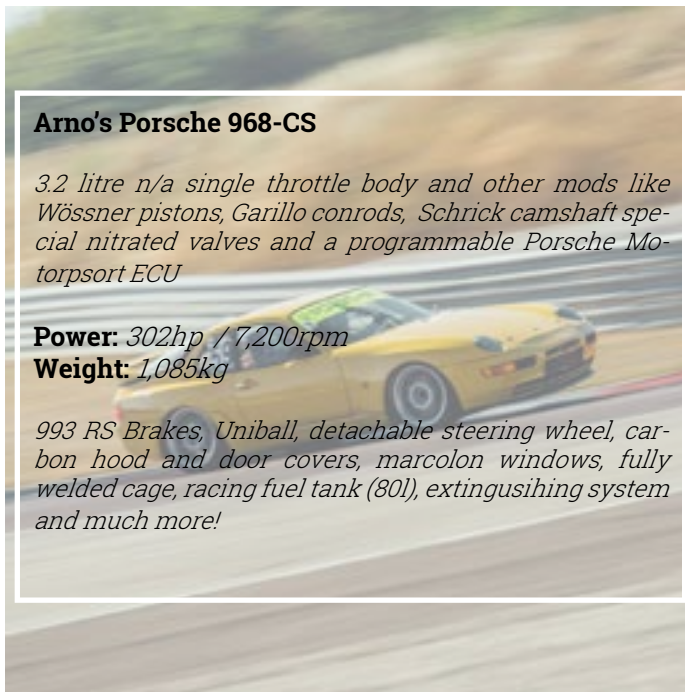 Arno's Porsche 968-CS
3.2 litre n/a single throttle body and other mods like
Wössner pistons, Garillo conrods, Schrick camshaft spe-
cial nitrated valves and a programmable Porsche Mo-
torpsort ECU
Power: 302hp / 7,200rpm
Weight: 1,085kg
993 RS Brakes, Uniball, detachable steering wheel, car-
bon hood and door covers, marcolon windows, fully
welded cage, racing fuel tank (80l), extingusihing system
and much more!